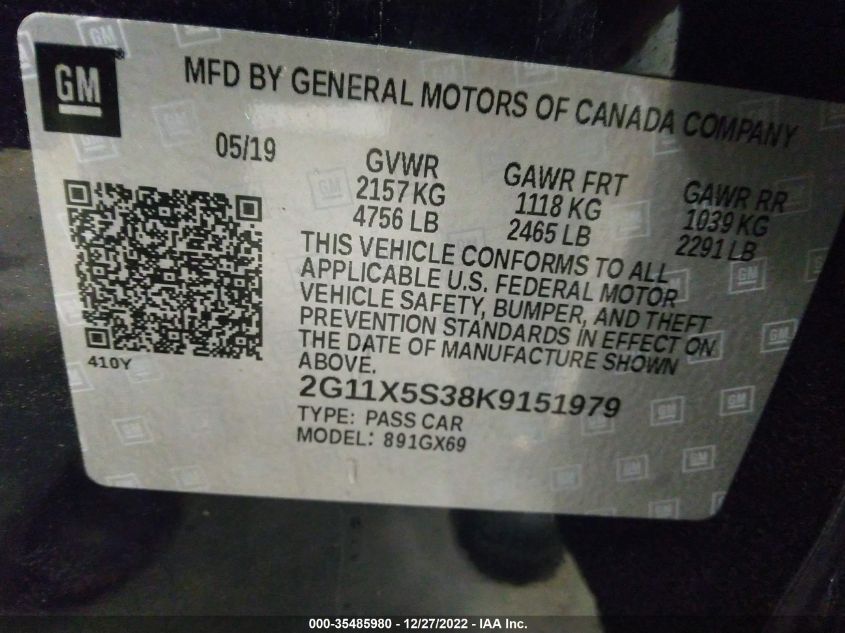 GM
MFD BY GENERAL MOTORS OF CANADA COMPANY
05/19
GVWR
2157 KG
4756 LB
GAWR FRT
1118 KG
2465 LB
GAWR RR
1039 KG
2291 LB
THIS VEHICLE CONFORMS TO ALL
APPLICABLE U.S. FEDERAL MOTOR
VEHICLE SAFETY, BUMPER, AND THEFT
PREVENTION STANDARDS IN EFFECT ON
THE DATE OF MANUFACTURE SHOWN
ABOVE.
410Y
2G11X5S38K9151979
TYPE: PASS CAR
MODEL: 891GX69
000-35485980 - 12/27/2022 - IAA Inc.